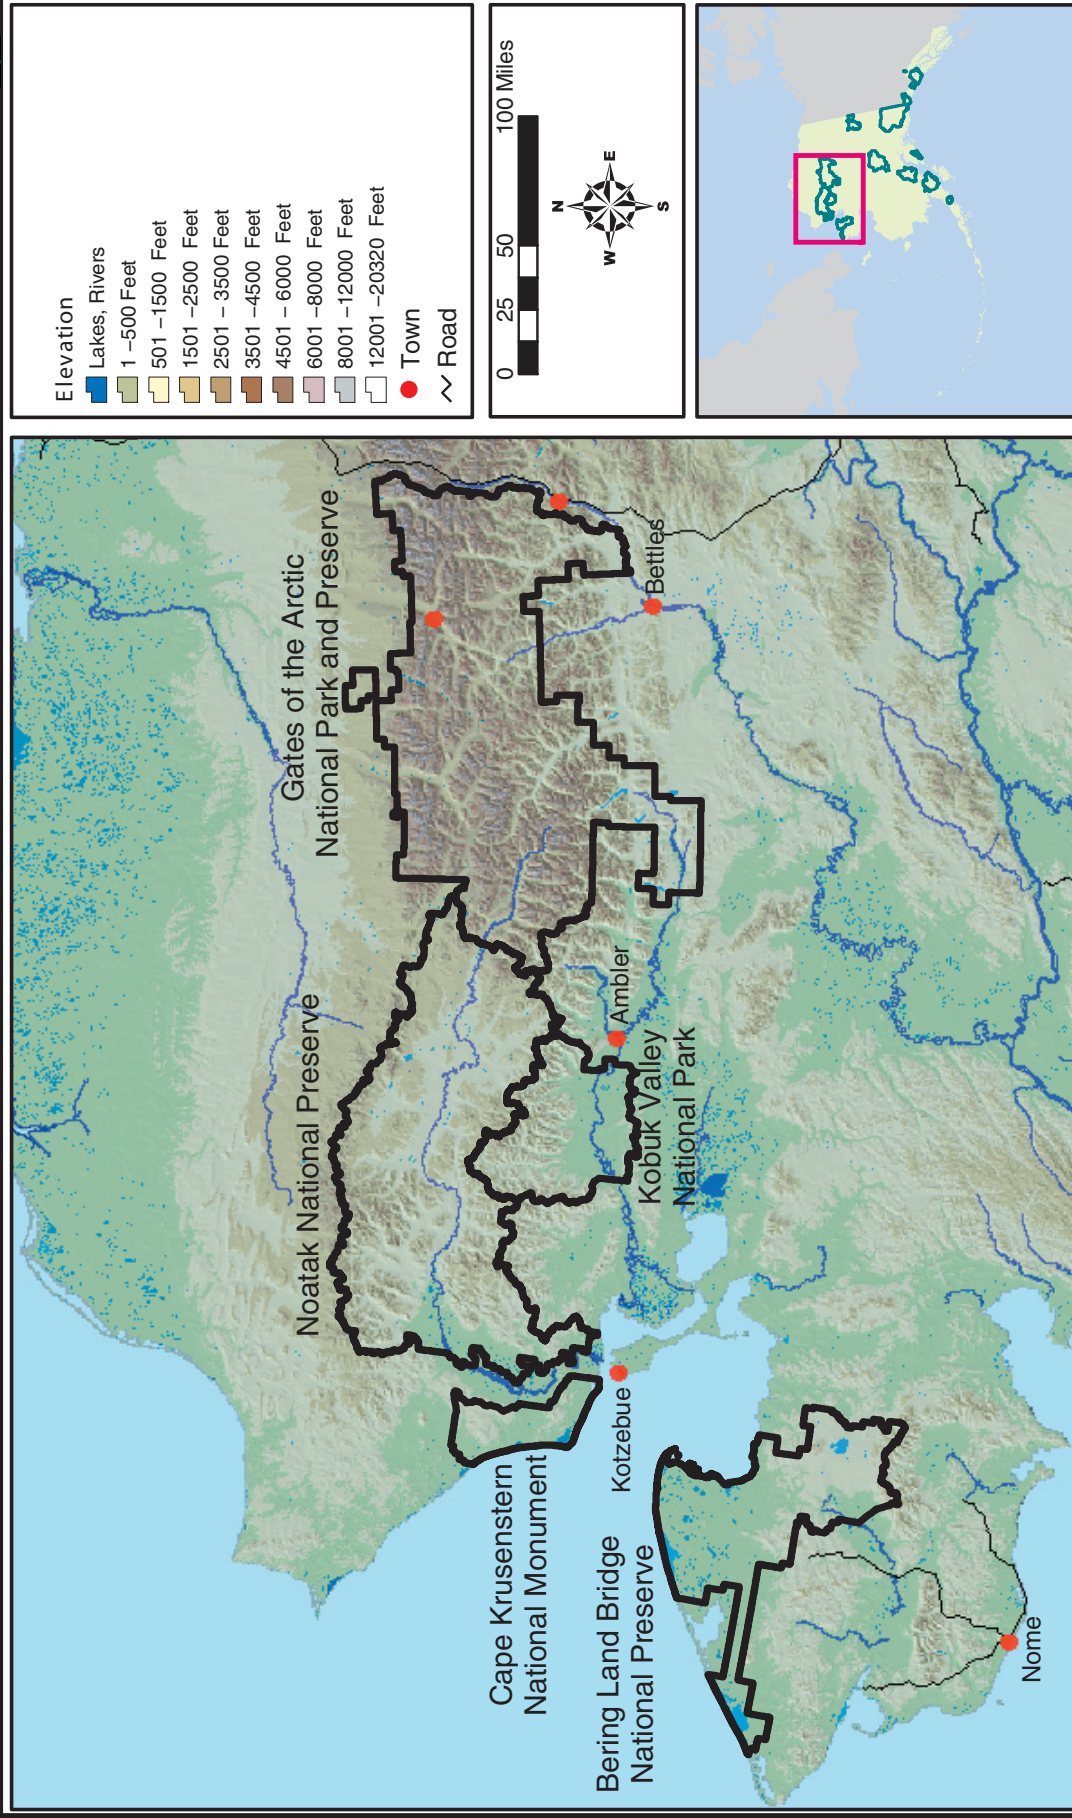 Gates of the Arctic
National Park and Preserve
Noatak National Preserve
Bettles
Ambler
Kobuk Valley
National Park
Kotzebue
Cape Krusenstern
National Monument
Bering Land Bridge
National Preserve
Nome
Elevation
Lakes, Rivers
1 –500 Feet
501 –1500 Feet
1501 –2500 Feet
2501 – 3500 Feet
3501 –4500 Feet
4501 – 6000 Feet
6001 –8000 Feet
8001 –12000 Feet
12001 –20320 Feet
Town
Road
0 25 50 100 Miles
N
W E
S